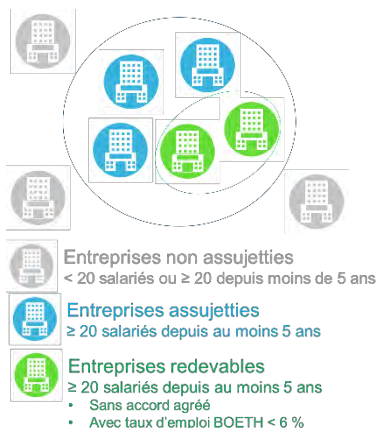 Entreprises non assujetties
< 20 salariés ou ≥ 20 depuis moins de 5 ans
Entreprises assujetties
≥ 20 salariés depuis au moins 5 ans
Entreprises redevables
≥ 20 salariés depuis au moins 5 ans
• Sans accord agréé
• Avec taux d'emploi BOETH < 6 %